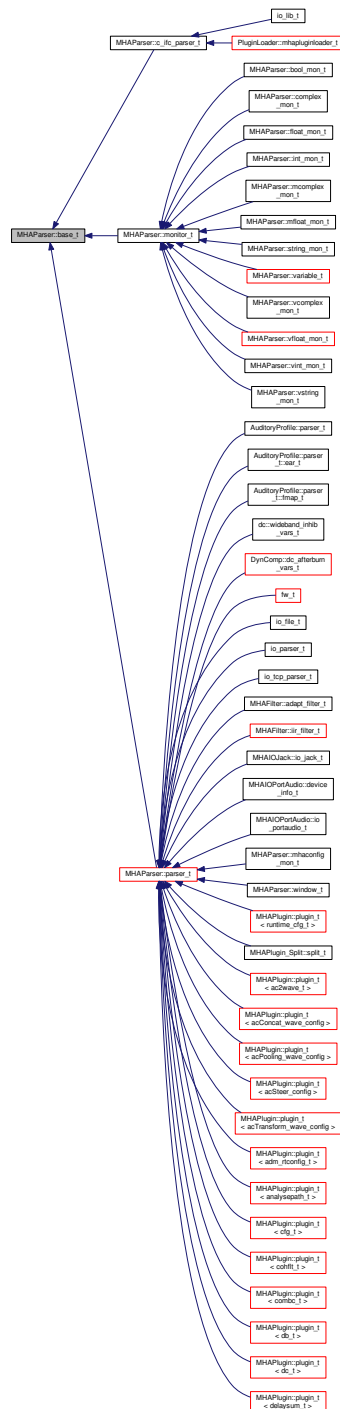 io_lib_t
MHAParser::c_ifc_parser_t
PluginLoader::mhapluginloader_t
MHAParser::bool_mon_t
MHAParser::complex
_mon_t
MHAParser::float_mon_t
MHAParser::int_mon_t
MHAParser::mcomplex
_mon_t
MHAParser::mfloat_mon_t
MHAParser::base_t
MHAParser::monitor_t
MHAParser::string_mon_t
MHAParser::variable_t
MHAParser::vcomplex
_mon_t
MHAParser::vfloat_mon_t
MHAParser::vint_mon_t
MHAParser::vstring
_mon_t
AuditoryProfile::parser_t
AuditoryProfile::parser
_t::ear_t
AuditoryProfile::parser
_t::fmap_t
dc::wideband_inhib
_vars_t
DynComp::dc_afterburn
_vars_t
fw_t
io_file_t
io_parser_t
io_tcp_parser_t
MHAFilter::adapt_filter_t
MHAFilter::iir_filter_t
MHAIOJack::io_jack_t
MHAIOPortAudio::device
_info_t
MHAIOPortAudio::io
_portaudio_t
MHAParser::mhaconfig
_mon_t
MHAParser::parser_t
MHAParser::window_t
MHAPlugin::plugin_t
< runtime_cfg_t >
MHAPlugin_Split::split_t
MHAPlugin::plugin_t
< ac2wave_t >
MHAPlugin::plugin_t
< acConcat_wave_config >
MHAPlugin::plugin_t
< acPooling_wave_config >
MHAPlugin::plugin_t
< acSteer_config >
MHAPlugin::plugin_t
< acTransform_wave_config >
MHAPlugin::plugin_t
< adm_rtconfig_t >
MHAPlugin::plugin_t
< analysepath_t >
MHAPlugin::plugin_t
< cfg_t >
MHAPlugin::plugin_t
< cohflt_t >
MHAPlugin::plugin_t
< combc_t >
MHAPlugin::plugin_t
< db_t >
MHAPlugin::plugin_t
< dc_t >
MHAPlugin::plugin_t
< delaysum_t >